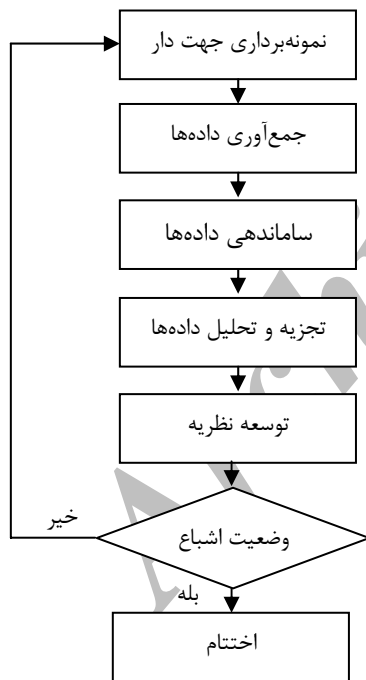 نمونه‌برداری جهت دار
جمع‌آوری داده‌ها
ساماندهی داده‌ها
تجزیه و تحلیل داده‌ها
توسعه نظریه
خیر
وضعیت اشباع
بله
اختتام